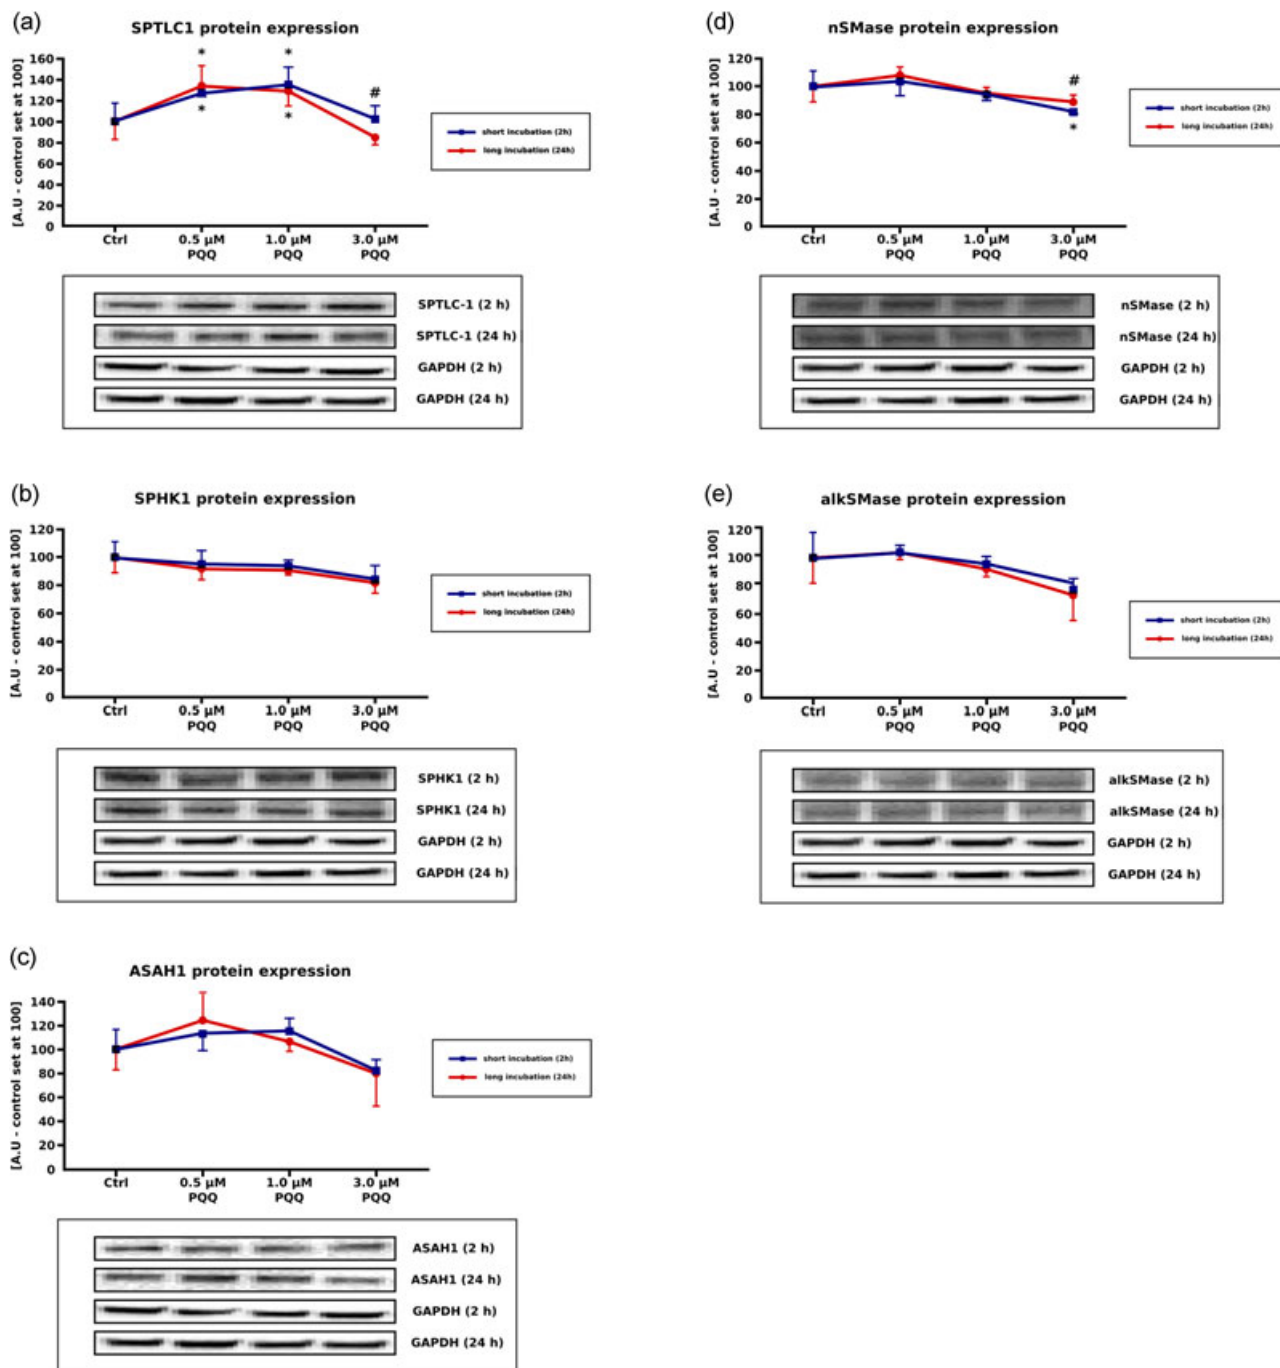 (a)
SPTLC1 protein expression
[A.U - control set at 100]
160
140
120
100
80
60
40
20
0
*
*
*
*
#
Ctrl
0.5 µM
PQQ
1.0 µM
PQQ
3.0 µM
PQQ
short incubation (2h)
long incubation (24h)
SPTLC-1 (2 h)
SPTLC-1 (24 h)
GAPDH (2 h)
GAPDH (24 h)
(b)
SPHK1 protein expression
[A.U - control set at 100]
120
100
80
60
40
20
0
Ctrl
0.5 µM
PQQ
1.0 µM
PQQ
3.0 µM
PQQ
short incubation (2h)
long incubation (24h)
SPHK1 (2 h)
SPHK1 (24 h)
GAPDH (2 h)
GAPDH (24 h)
(c)
ASAH1 protein expression
[A.U - control set at 100]
140
120
100
80
60
40
20
0
Ctrl
0.5 µM
PQQ
1.0 µM
PQQ
3.0 µM
PQQ
short incubation (2h)
long incubation (24h)
ASAH1 (2 h)
ASAH1 (24 h)
GAPDH (2 h)
GAPDH (24 h)
(d)
nSMase protein expression
[A.U - control set at 100]
120
100
80
60
40
20
0
#
*
Ctrl
0.5 µM
PQQ
1.0 µM
PQQ
3.0 µM
PQQ
short incubation (2h)
long incubation (24h)
nSMase (2 h)
nSMase (24 h)
GAPDH (2 h)
GAPDH (24 h)
(e)
alkSMase protein expression
[A.U - control set at 100]
120
100
80
60
40
20
0
Ctrl
0.5 µM
PQQ
1.0 µM
PQQ
3.0 µM
PQQ
short incubation (2h)
long incubation (24h)
alkSMase (2 h)
alkSMase (24 h)
GAPDH (2 h)
GAPDH (24 h)